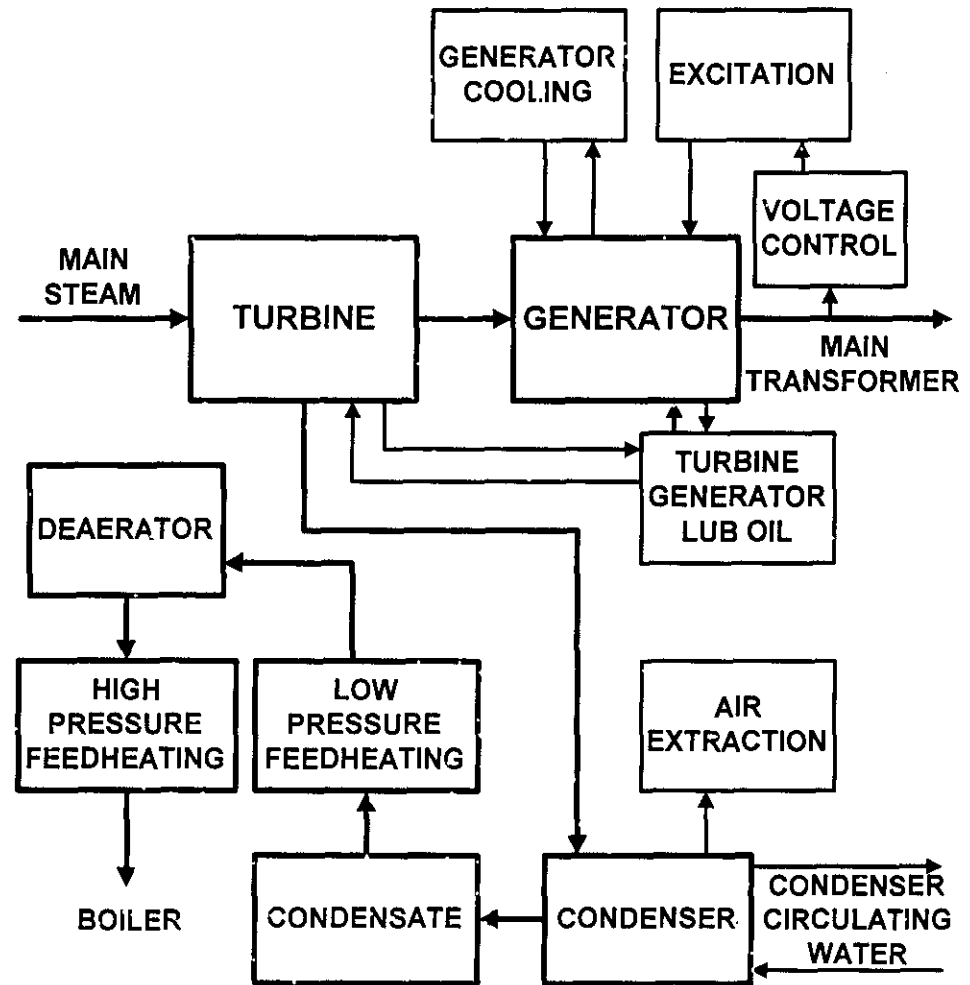 GENERATOR
COOLING
EXCITATION
VOLTAGE
CONTROL
MAIN
STEAM
TURBINE
GENERATOR
MAIN
TRANSFORMER
TURBINE
GENERATOR
LUB OIL
DEAERATOR
HIGH
PRESSURE
FEEDHEATING
LOW
PRESSURE
FEEDHEATING
AIR
EXTRACTION
BOILER
CONDENSATE
CONDENSER
CONDENSER
CIRCULATING
WATER